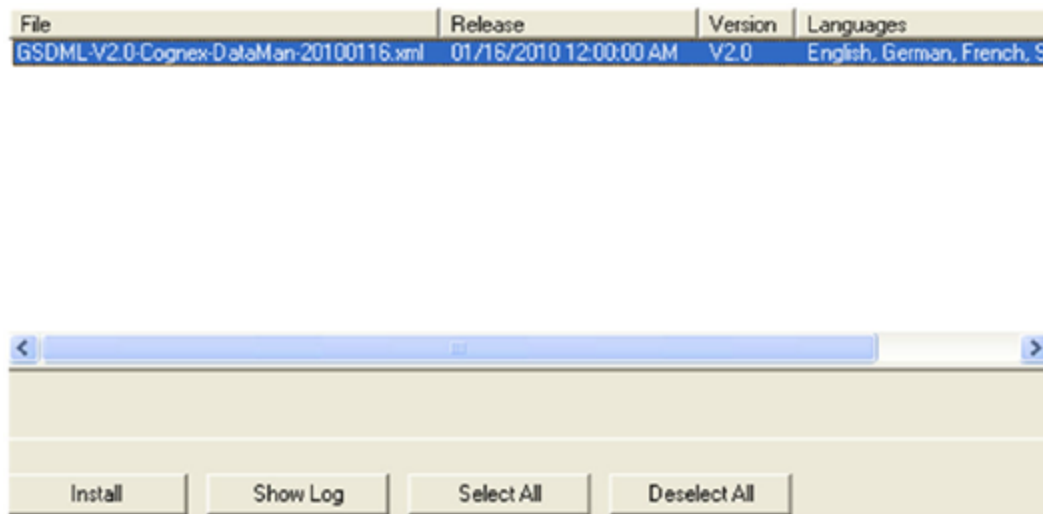 File Release Version Languages
GSDML-V2.0-Cognex-DataMan-20100116.xml 01/16/2010 12:00:00 AM V2.0 English, German, French, S
Install Show Log Select All Deselect All